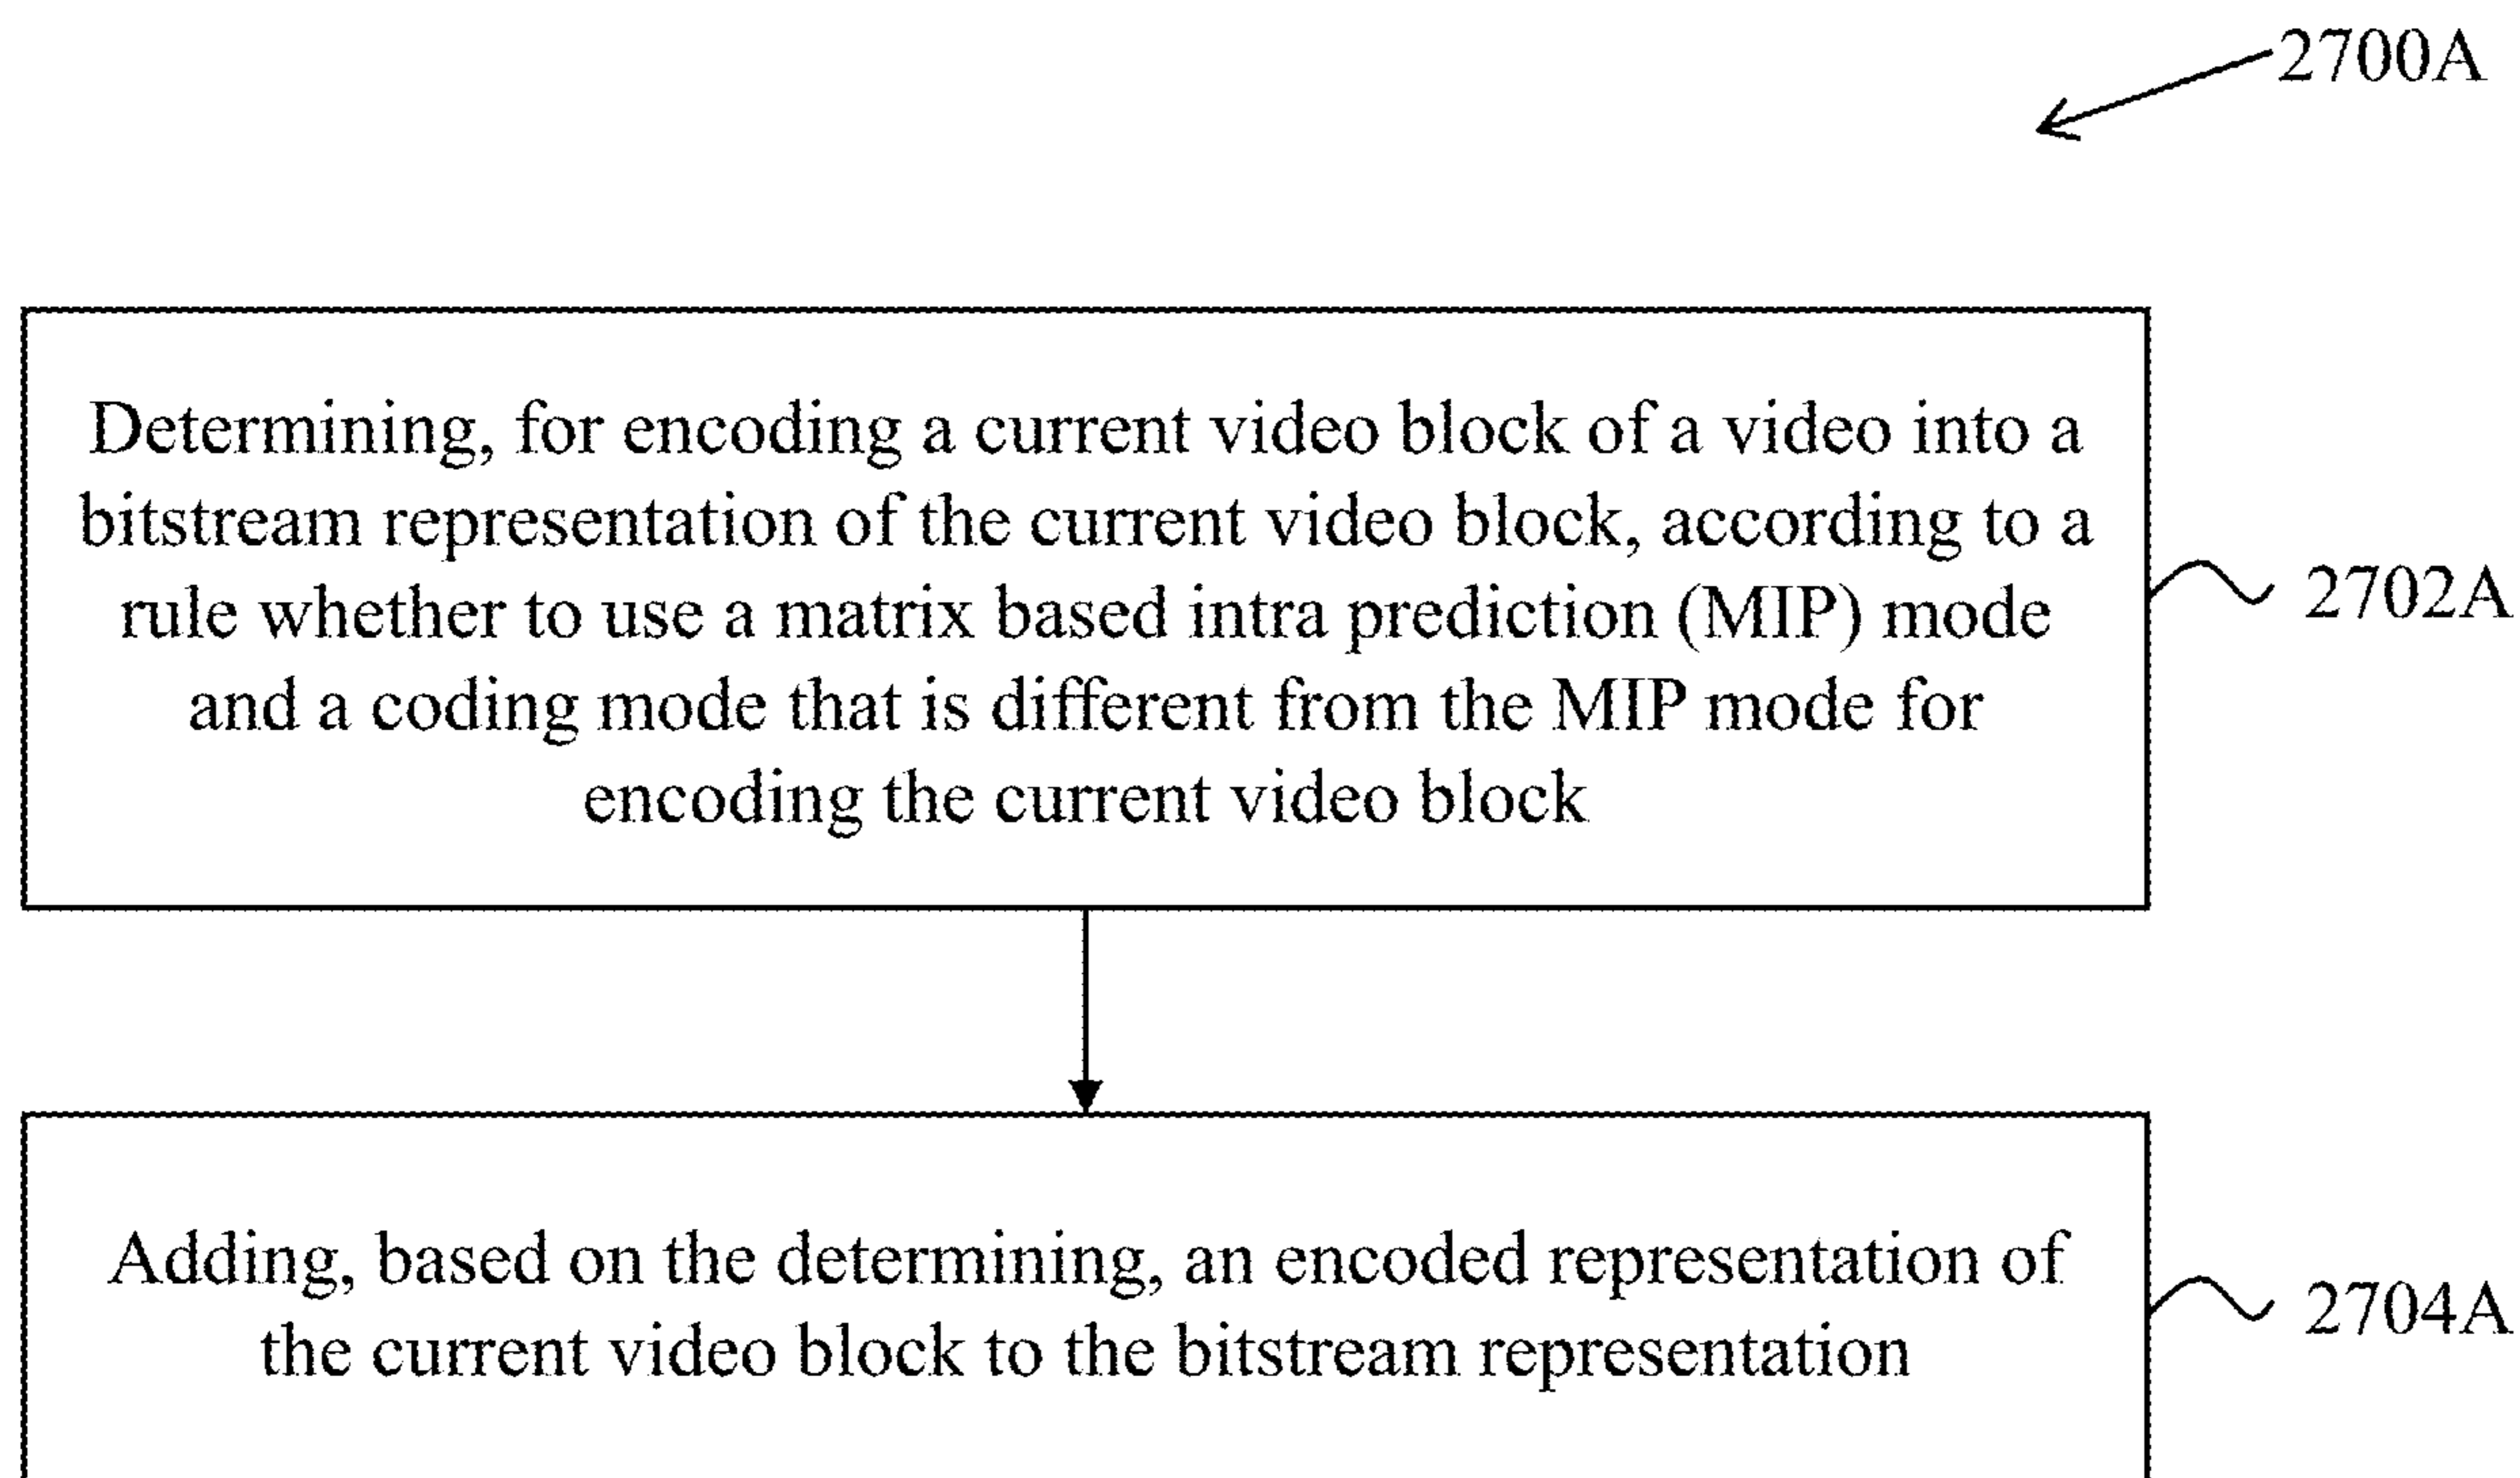 2700A
Determining, for encoding a current video block of a video into a
bitstream representation of the current video block, according to a
rule whether to use a matrix based intra prediction (MIP) mode
and a coding mode that is different from the MIP mode for
encoding the current video block
2702A
Adding, based on the determining, an encoded representation of
the current video block to the bitstream representation
2704A